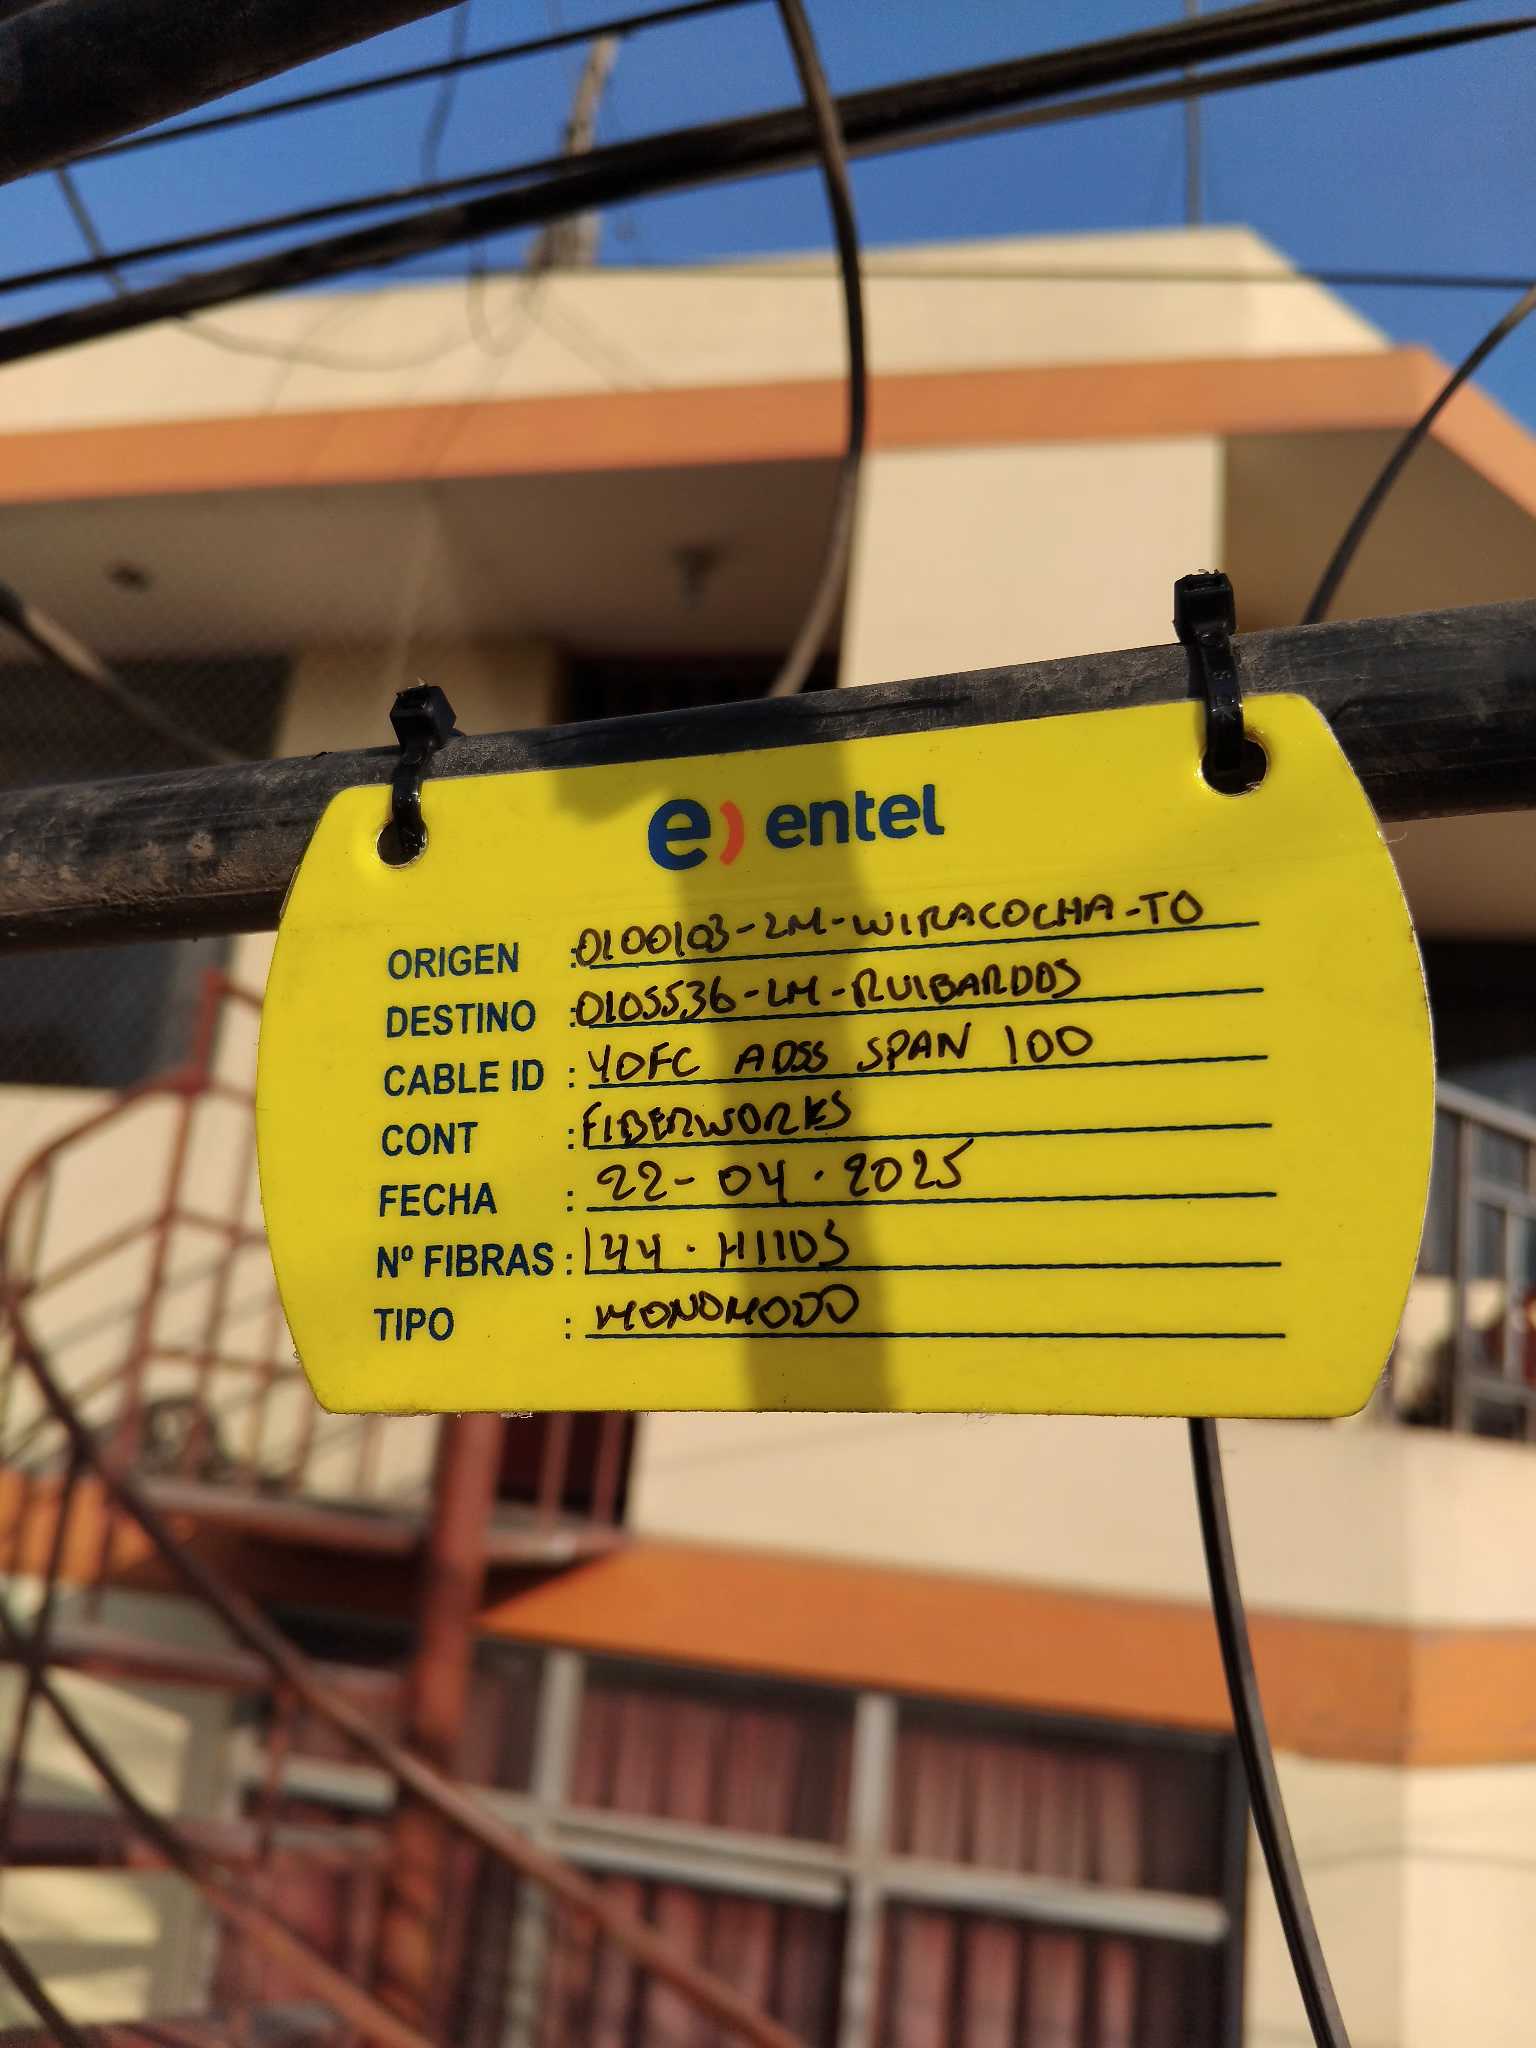 e) entel
ORIGEN : 0100103-LM-WIRACOCHA-TO
DESTINO : 0105536-LM-RUIBARDOS
CABLE ID : YOFC ADSS SPAN 100
CONT : FIBERWORKS
FECHA : 22-04.2025
Nº FIBRAS : 144. HILOS
TIPO : MONOMODO